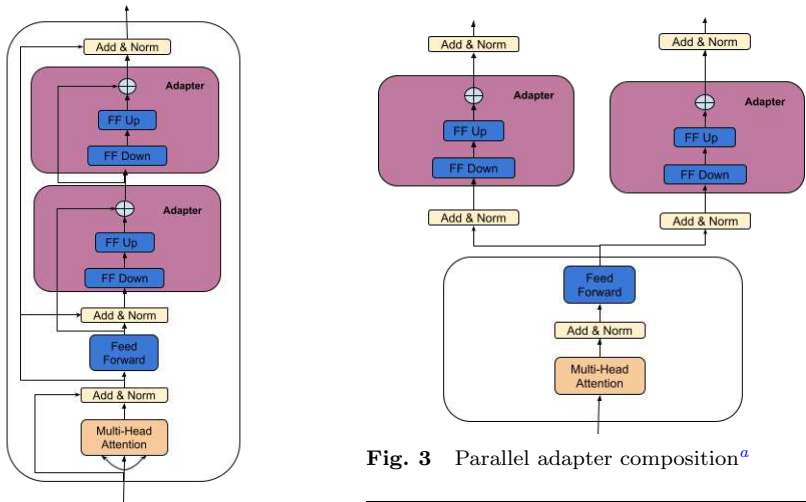 Add & Norm
Adapter
FF Up
FF Down
Adapter
FF Up
FF Down
Add & Norm
Feed
Forward
Add & Norm
Multi-Head
Attention
Add & Norm
Adapter
FF Up
FF Down
Add & Norm
Add & Norm
Adapter
FF Up
FF Down
Add & Norm
Feed
Forward
Add & Norm
Multi-Head
Attention
Fig. 3 Parallel adapter composition^a